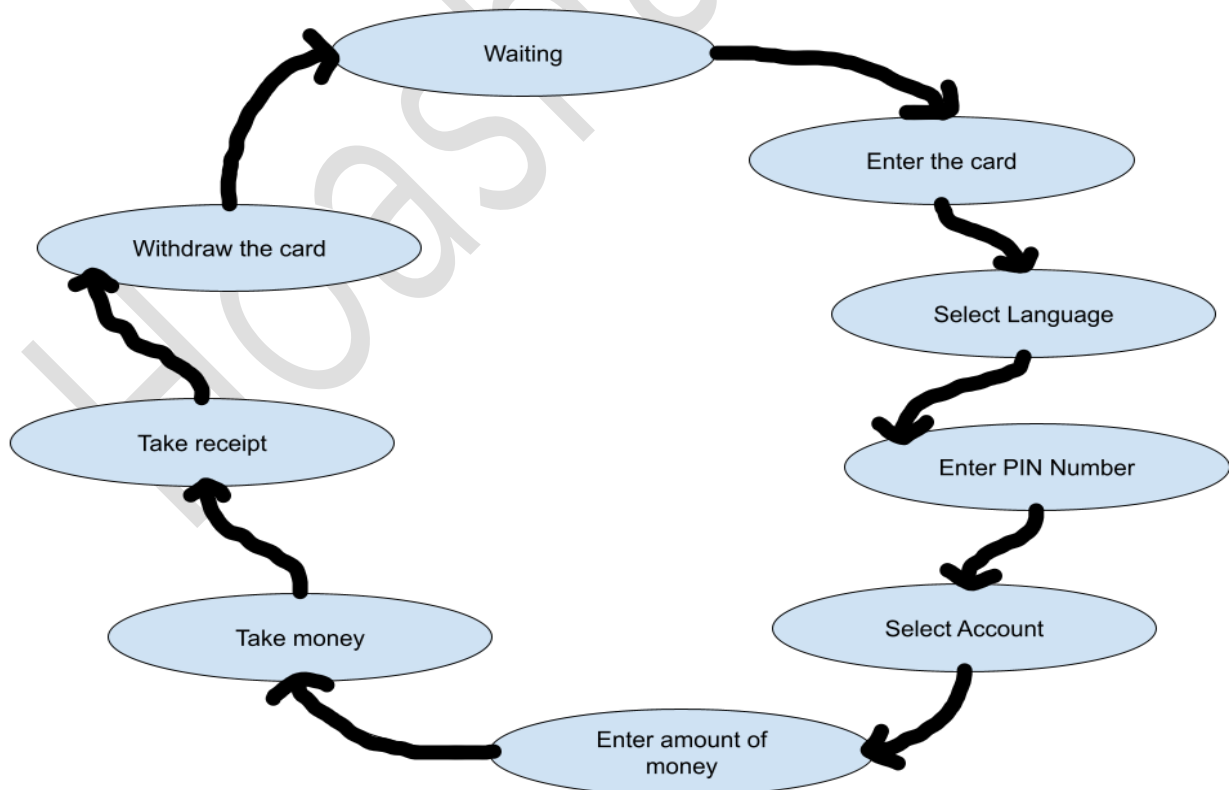 Waiting
Enter the card
Select Language
Enter PIN Number
Select Account
Enter amount of
money
Take money
Take receipt
Withdraw the card